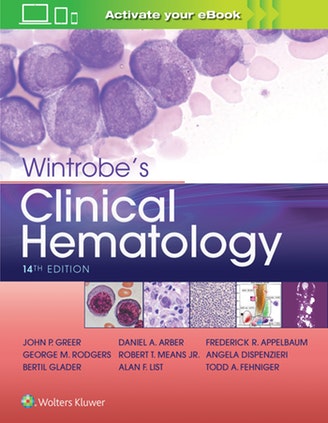 Activate your eBook
Wintrobe's
Clinical
Hematology
14TH EDITION
JOHN P. GREER
GEORGE M. RODGERS
BERTIL GLADER
DANIEL A. ARBER
ROBERT T. MEANS JR.
ALAN F. LIST
FREDERICK R. APPELBAUM
ANGELA DISPENZIERI
TODD A. FEHNIGER
Wolters Kluwer